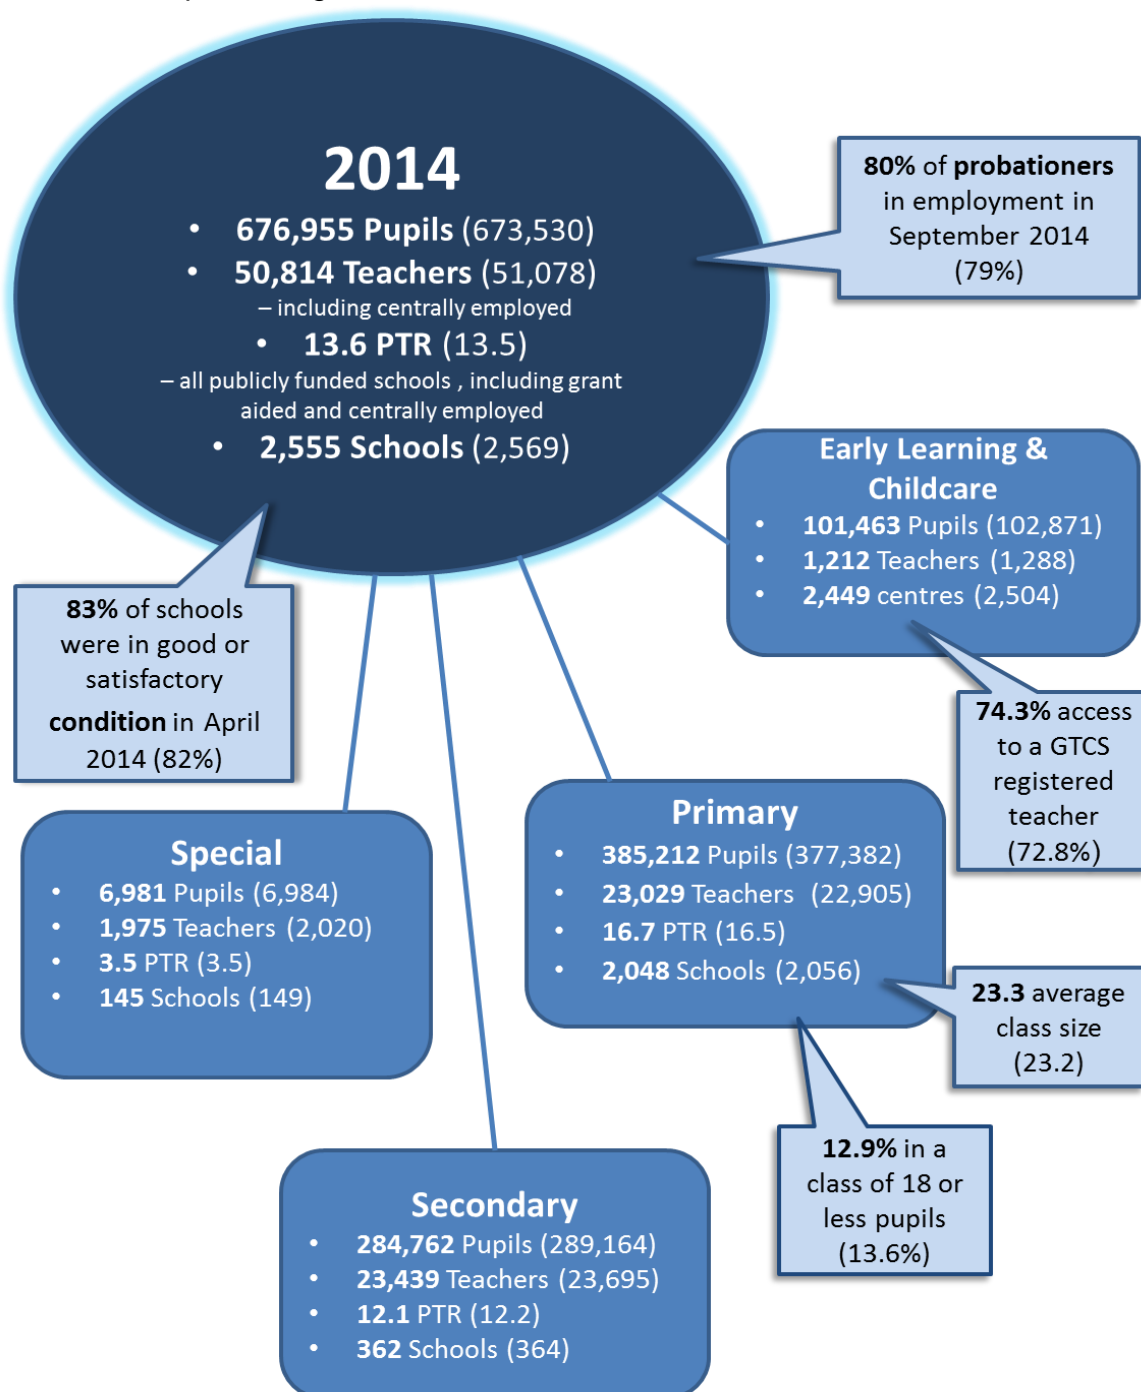 2014
• 676,955 Pupils (673,530)
• 50,814 Teachers (51,078)
– including centrally employed
• 13.6 PTR (13.5)
– all publicly funded schools , including grant
aided and centrally employed
• 2,555 Schools (2,569)
80% of probationers
in employment in
September 2014
(79%)
Early Learning &
Childcare
• 101,463 Pupils (102,871)
• 1,212 Teachers (1,288)
• 2,449 centres (2,504)
83% of schools
were in good or
satisfactory
condition in April
2014 (82%)
74.3% access
to a GTCS
registered
teacher
(72.8%)
Special
• 6,981 Pupils (6,984)
• 1,975 Teachers (2,020)
• 3.5 PTR (3.5)
• 145 Schools (149)
Primary
• 385,212 Pupils (377,382)
• 23,029 Teachers (22,905)
• 16.7 PTR (16.5)
• 2,048 Schools (2,056)
23.3 average
class size
(23.2)
12.9% in a
class of 18 or
less pupils
(13.6%)
Secondary
• 284,762 Pupils (289,164)
• 23,439 Teachers (23,695)
• 12.1 PTR (12.2)
• 362 Schools (364)